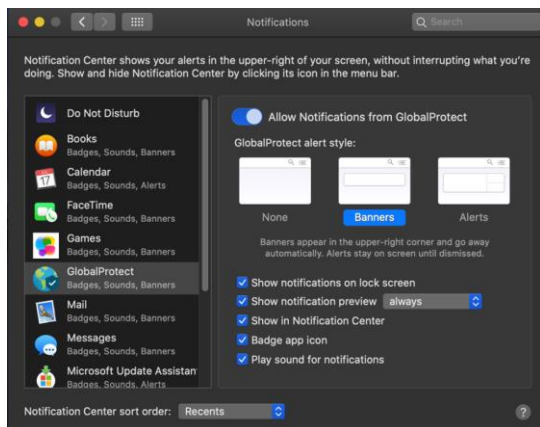 Notifications
Search
Notification Center shows your alerts in the upper-right of your screen, without interrupting what you're
doing. Show and hide Notification Center by clicking its icon in the menu bar.
Do Not Disturb
Books
Badges, Sounds, Banners
Calendar
Badges, Sounds, Alerts
17
FaceTime
Badges, Sounds, Banners
Games
Badges, Sounds, Banners
GlobalProtect
Badges, Sounds, Banners
Mail
Badges, Sounds, Banners
Messages
Badges, Sounds, Banners
Microsoft Update Assistan
Badges, Sounds, Alerts
Allow Notifications from GlobalProtect
GlobalProtect alert style:
None
Banners
Alerts
Banners appear in the upper-right corner and go away
automatically. Alerts stay on screen until dismissed.
Show notifications on lock screen
Show notification preview always
Show in Notification Center
Badge app icon
Play sound for notifications
Notification Center sort order: Recents
?